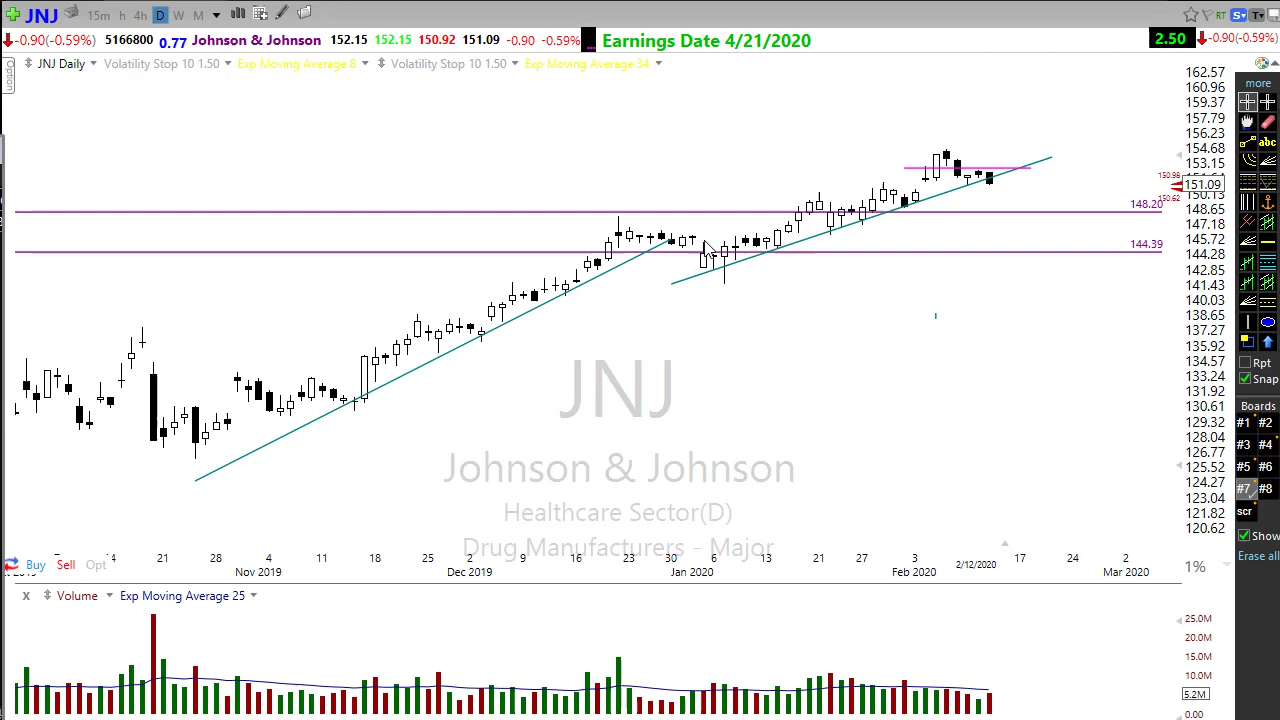 JNJ 15m h 4h D W M RT S T
-0.90(-0.59%) 5166800 0.77 Johnson & Johnson 152.15 152.15 150.92 151.09 -0.90 -0.59% Earnings Date 4/21/2020 2.50 -0.90(-0.59%)
Option
JNJ Daily Volatility Stop 10 1.50 Exp Moving Average 8 Volatility Stop 10 1.50 Exp Moving Average 34
162.57
160.96
159.37
157.79
156.23
154.68
153.15
150.98
151.09
150.62
150.15
148.20
148.65
147.18
145.72
144.39
144.28
142.85
141.43
140.03
138.65
137.27
135.92
134.57
133.24
131.92
130.61
129.32
128.04
126.77
125.52
124.27
123.04
121.82
120.62
more
abc
Rpt
Snap
Boards
#1 #2
#3 #4
#5 #6
#7 #8
scr
Show
Erase all
JNJ
Johnson & Johnson
Healthcare Sector(D)
Drug Manufacturers - Major
21 28 4 11 18 25 2 9 16 23 30 6 13 21 27 3 17 24 2
Nov 2019 Dec 2019 Jan 2020 Feb 2020 2/12/2020 Mar 2020
Buy Sell Opt
1%
x Volume Exp Moving Average 25
25.0M
20.0M
15.0M
10.0M
5.2M
0.00